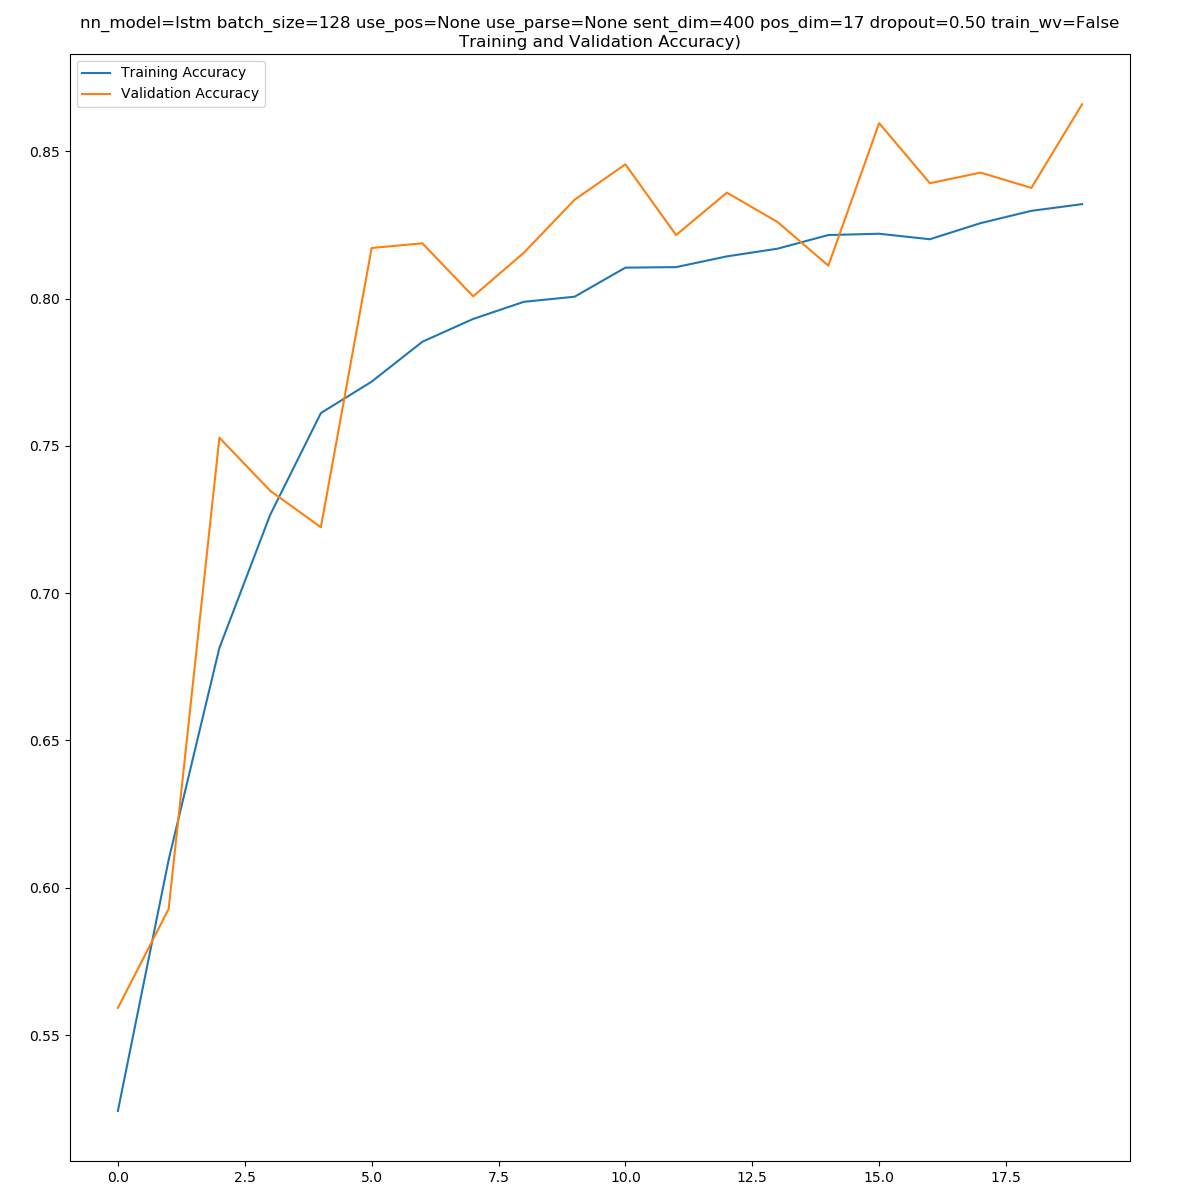 nn_model=lstm batch_size=128 use_pos=None use_parse=None sent_dim=400 pos_dim=17 dropout=0.50 train_wv=False
Training and Validation Accuracy)
Training Accuracy
Validation Accuracy
0.85
0.80
0.75
0.70
0.65
0.60
0.55
0.0 2.5 5.0 7.5 10.0 12.5 15.0 17.5